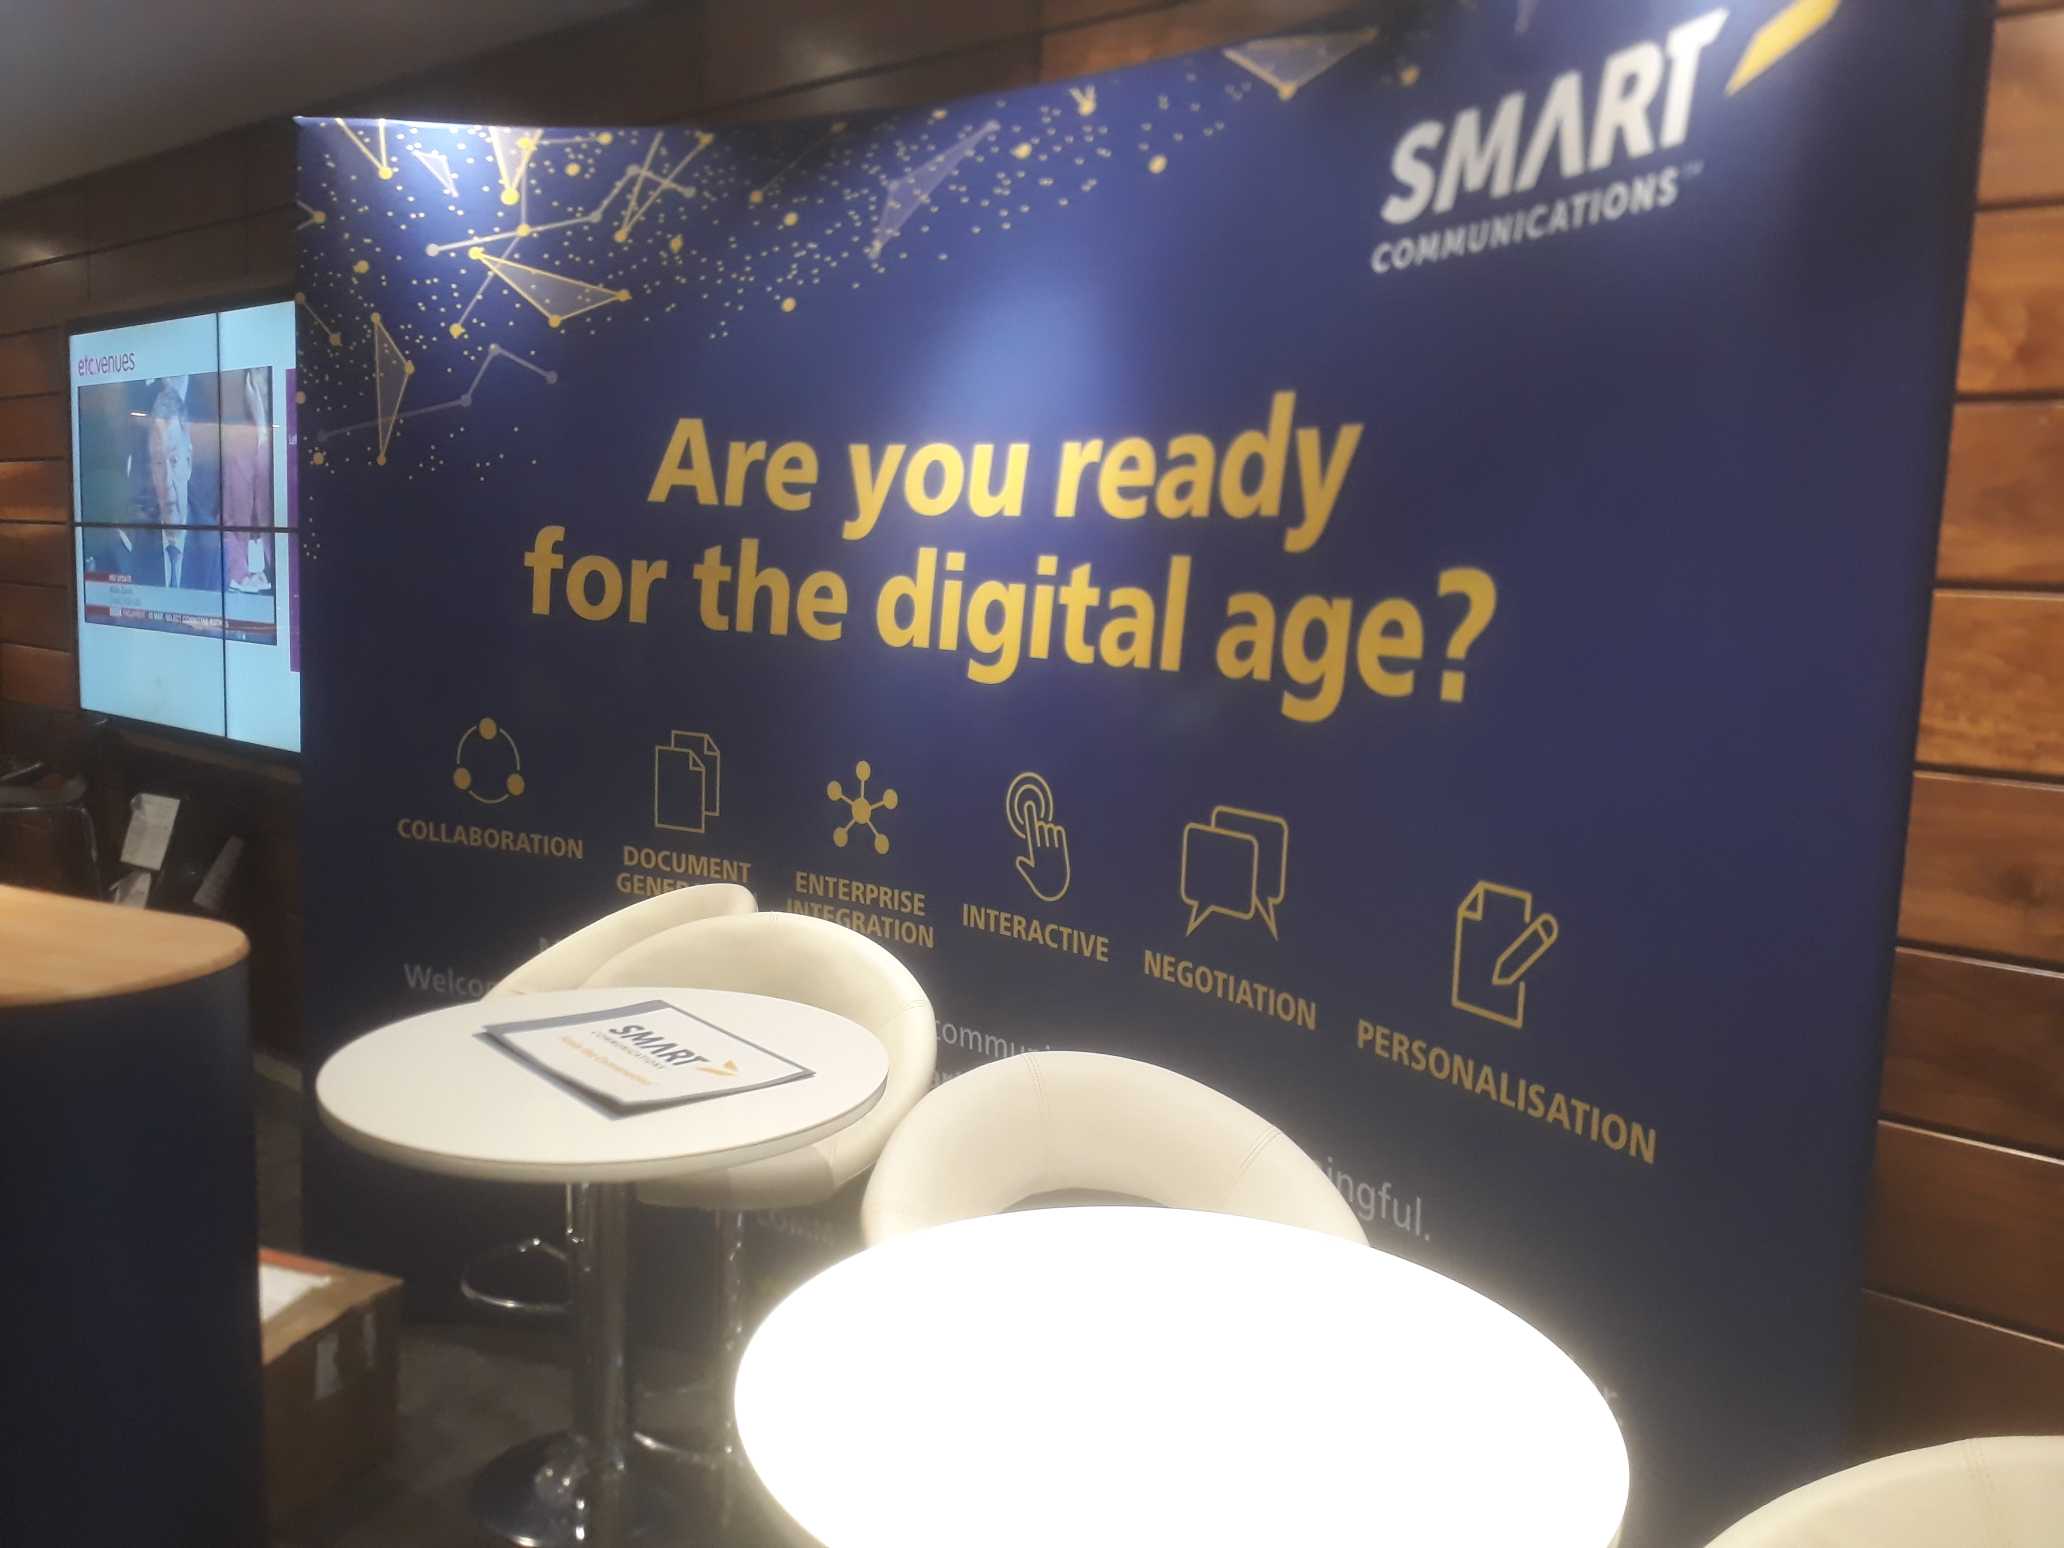 SMART
COMMUNICATIONS™
etc.venues
Are you ready
for the digital age?
COLLABORATION
DOCUMENT
ENTERPRISE
INTEGRATION
INTERACTIVE
NEGOTIATION
PERSONALISATION
SMART
COMMUNICATIONS